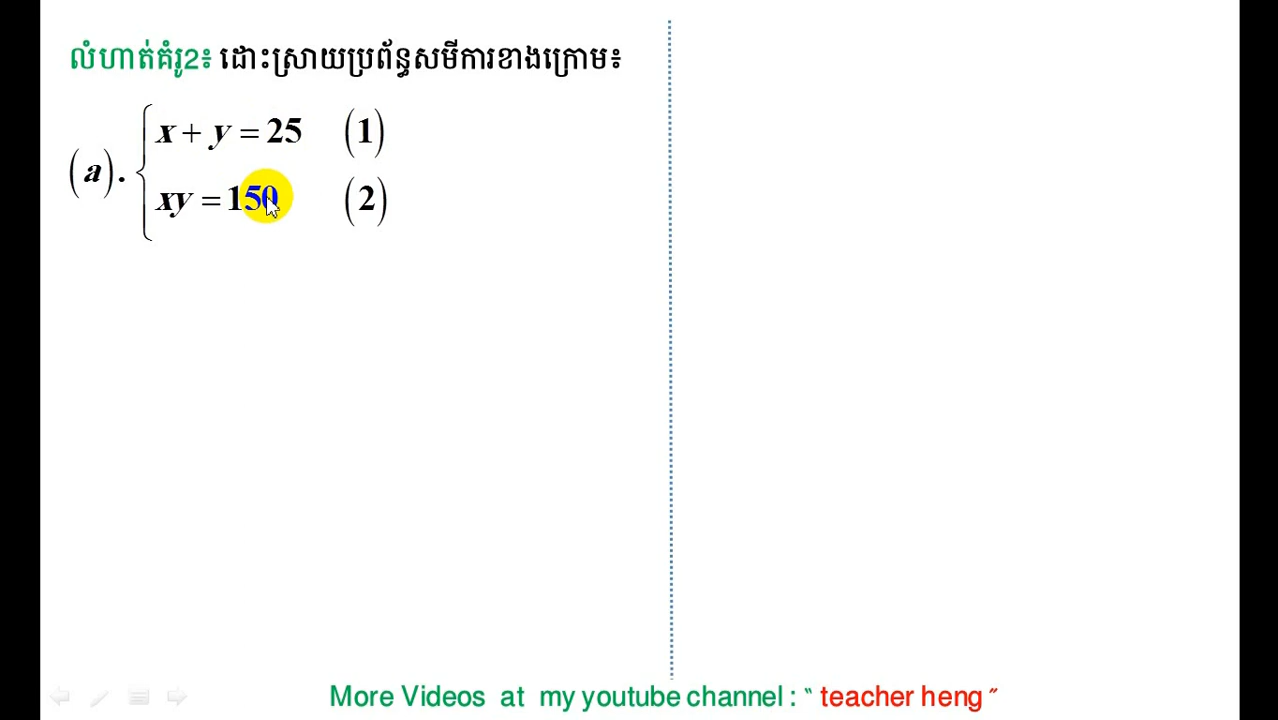 លំហាត់គំរូ2៖ ដោះស្រាយប្រព័ន្ធសមីការខាងក្រោម៖
x + y = 25 (1)
(a).
xy = 150 (2)
More Videos at my youtube channel : “ teacher heng ”